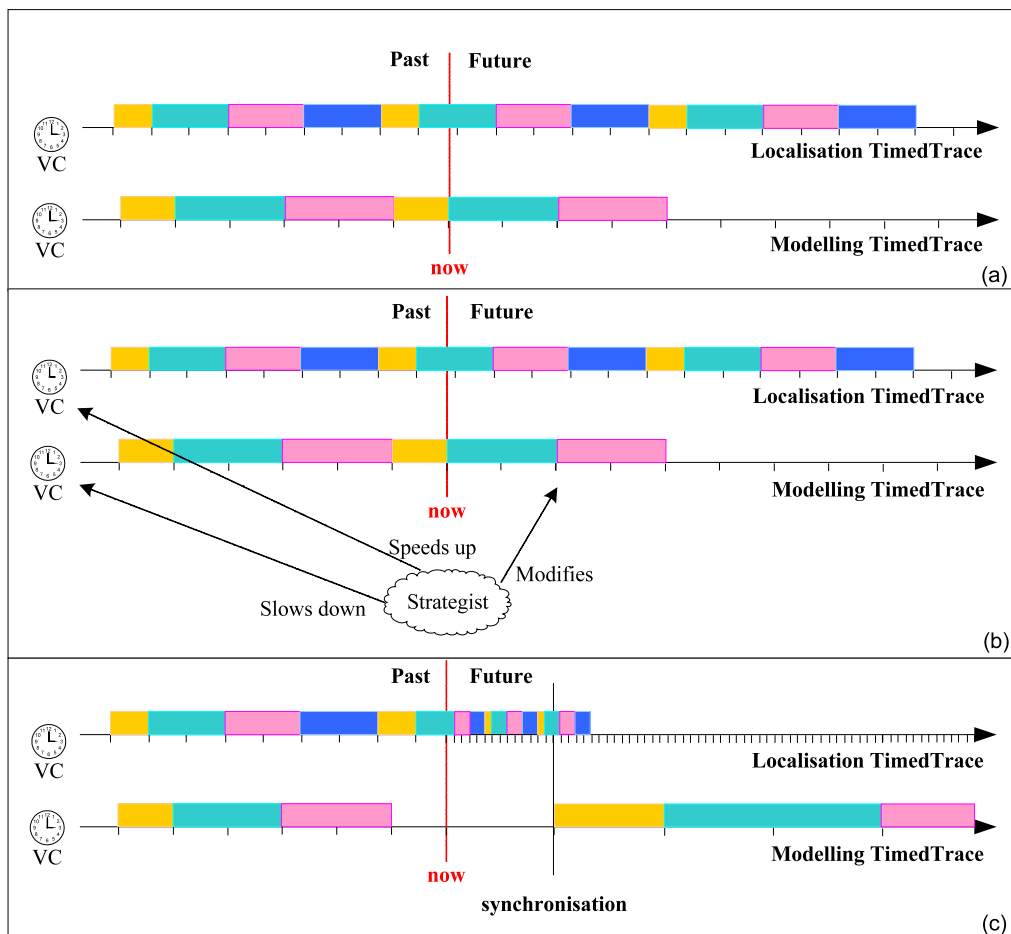 Past Future
VC
Localisation TimedTrace
VC
Modelling TimedTrace
now
(a)
Past Future
VC
Localisation TimedTrace
VC
Modelling TimedTrace
now
Speeds up
Modifies
Slows down
Strategist
(b)
Past Future
VC
Localisation TimedTrace
VC
Modelling TimedTrace
now
synchronisation
(c)